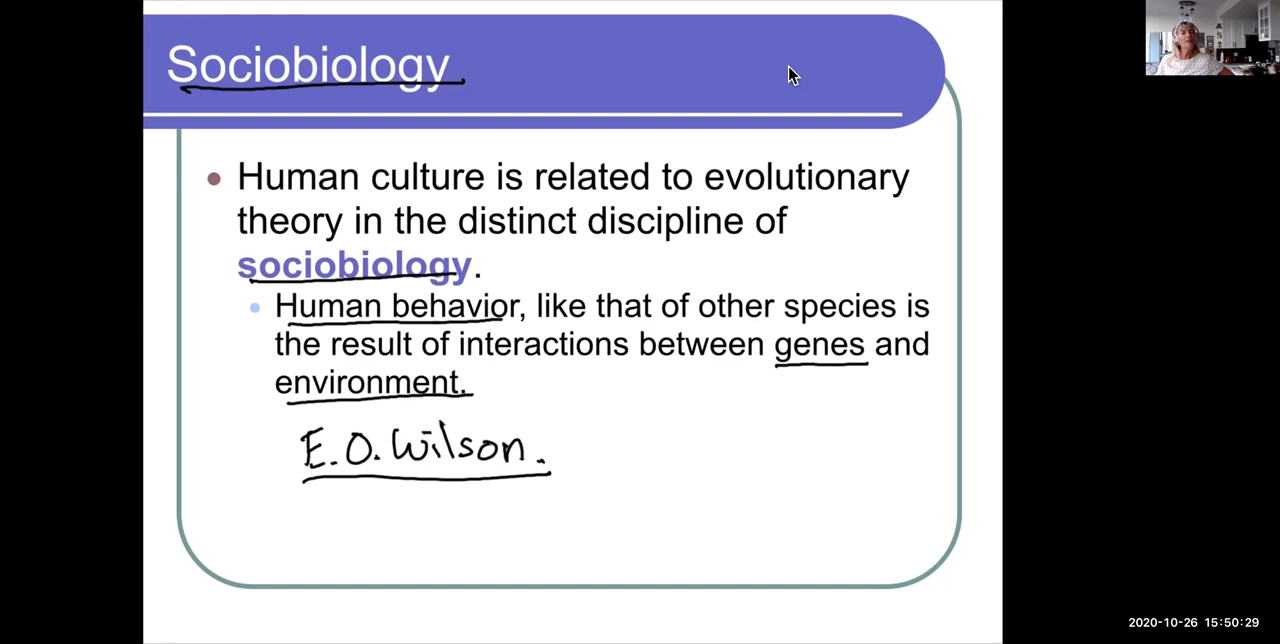 Sociobiology
Human culture is related to evolutionary
theory in the distinct discipline of
sociobiology.
Human behavior, like that of other species is
the result of interactions between genes and
environment.
E.O. Wilson.
2020-10-26 15:50:29